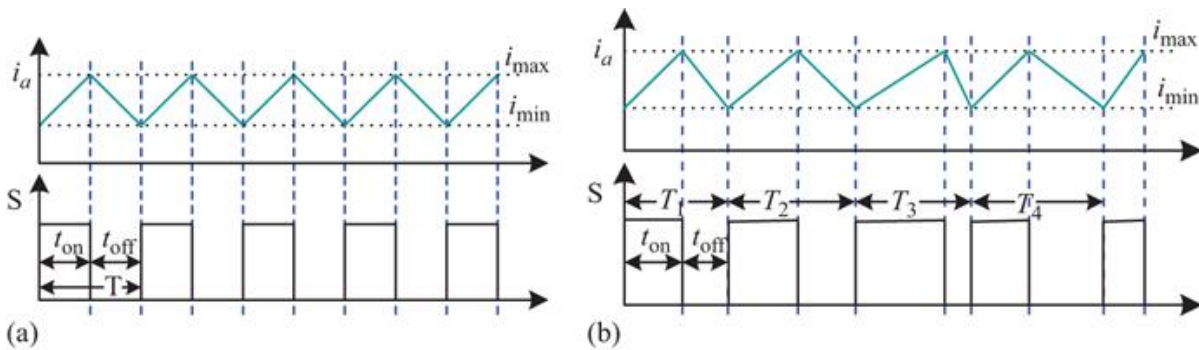 i_a
i_max
i_min
S
t_on
t_off
T
(a)
i_a
i_max
i_min
S
T_1
T_2
T_3
T_4
t_on
t_off
(b)